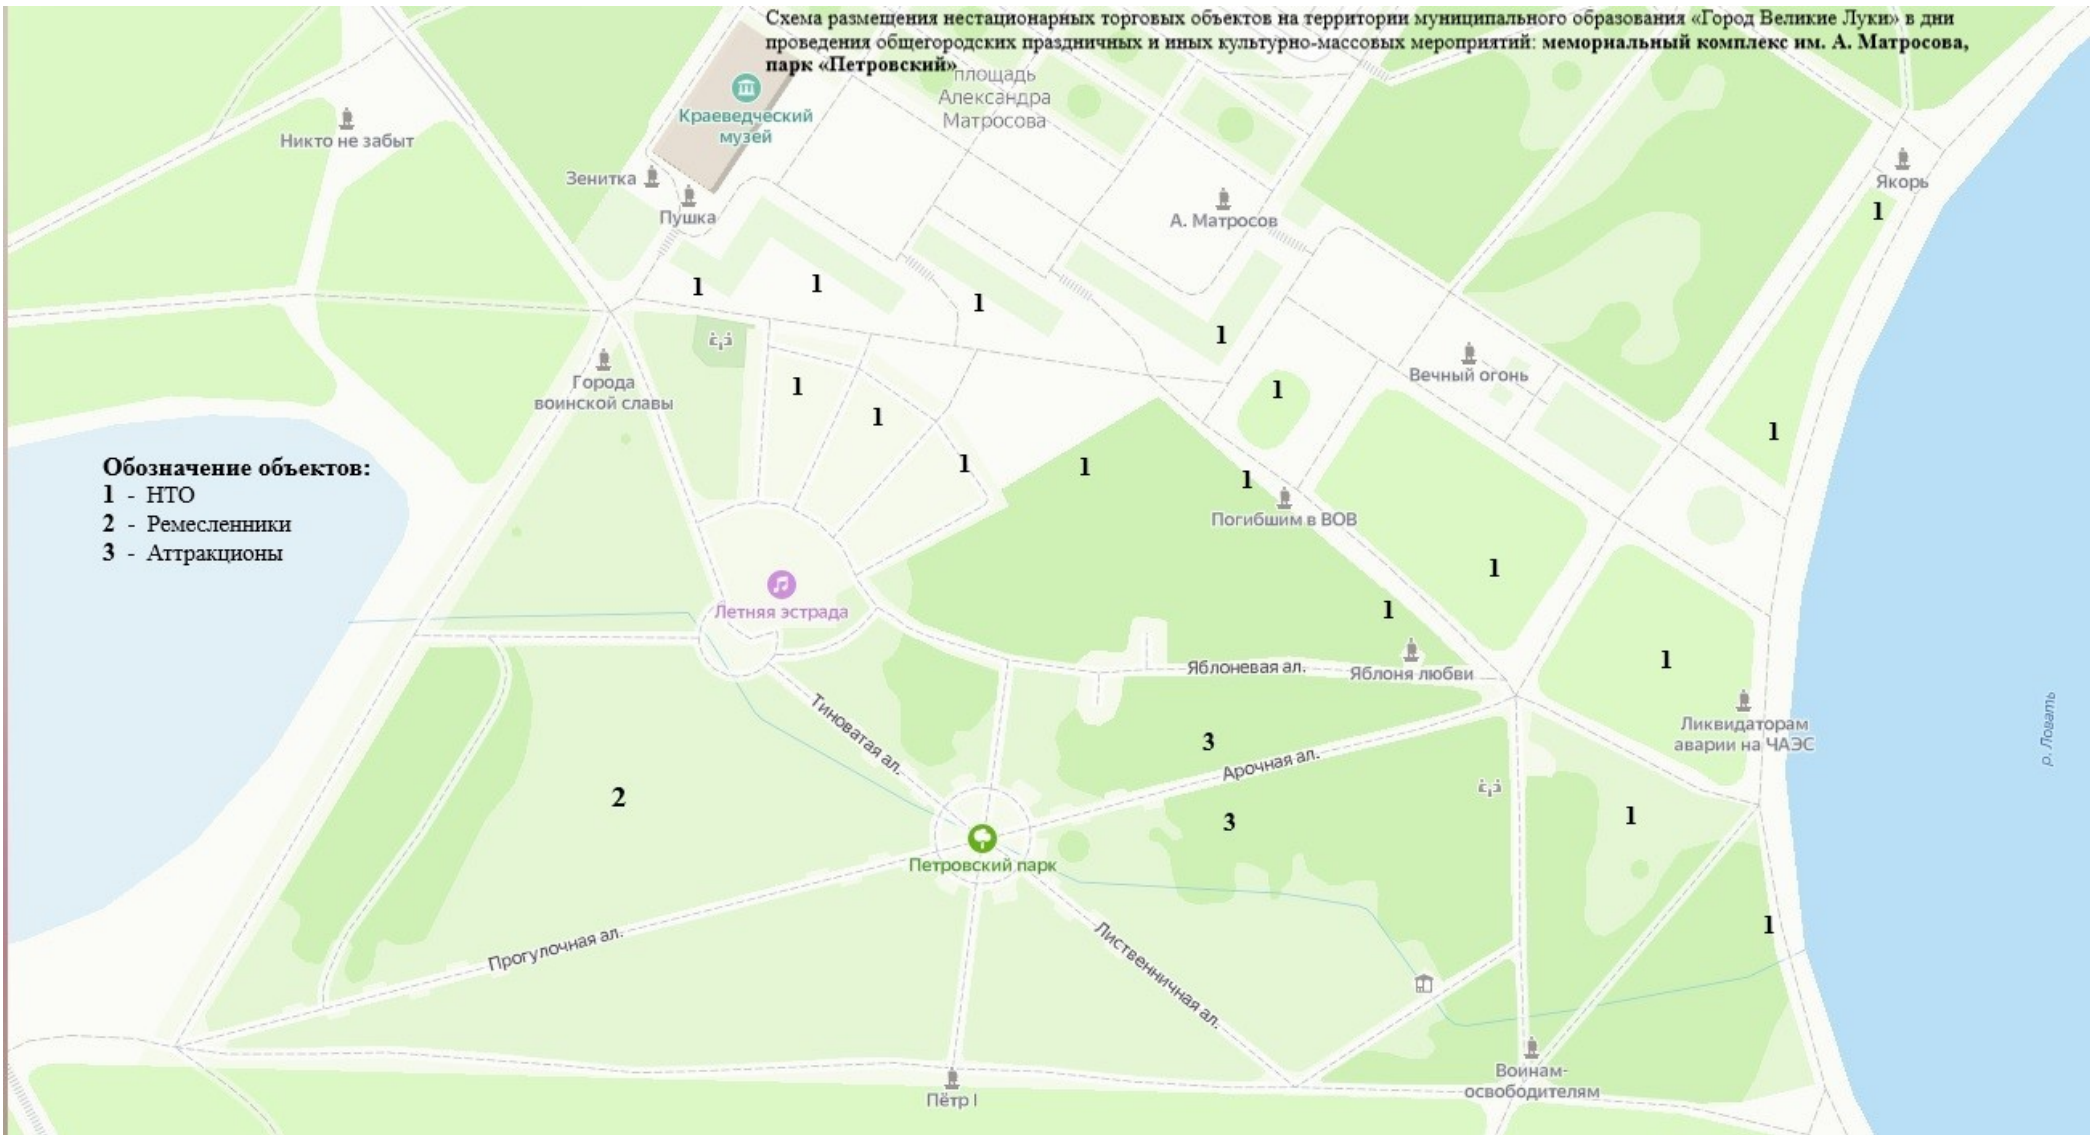 Схема размещения нестационарных торговых объектов на территории муниципального образования «Город Великие Луки» в дни
проведения общегородских праздничных и иных культурно-массовых мероприятий: мемориальный комплекс им. А. Матросова,
парк «Петровский»
площадь
Александра
Матросова
Краеведческий
музей
Никто не забыт
Зенитка
Пушка
А. Матросов
Якорь
1
1
1
1
1
Города
воинской славы
Вечный огонь
1
1
1
1
1
1
1
Погибшим в ВОВ
Обозначение объектов:
1 - НТО
2 - Ремесленники
3 - Аттракционы
1
Летняя эстрада
1
Яблоневая ал.
Яблоня любви
1
Ликвидаторам
аварии на ЧАЭС
р. Ловать
Тиноватая ал.
3
Арочная ал.
2
3
1
Петровский парк
1
Прогулочная ал.
Лиственничная ал.
Воинам-
освободителям
Пётр I